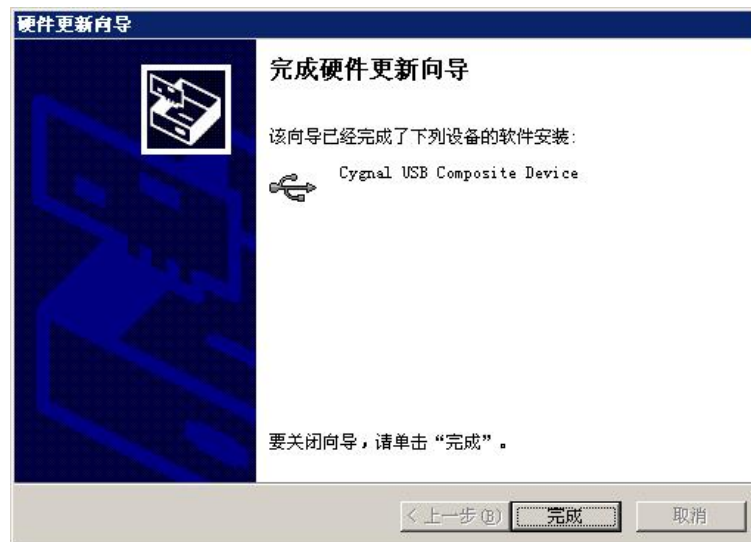 硬件更新向导
完成硬件更新向导
该向导已经完成了下列设备的软件安装:
Cygnal USB Composite Device
要关闭向导，请单击“完成”。
< 上一步(B)
完成
取消